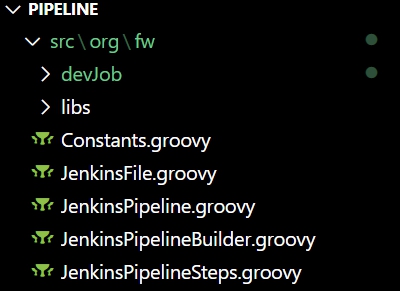 PIPELINE
src\org\fw
devJob
libs
Constants.groovy
JenkinsFile.groovy
JenkinsPipeline.groovy
JenkinsPipelineBuilder.groovy
JenkinsPipelineSteps.groovy